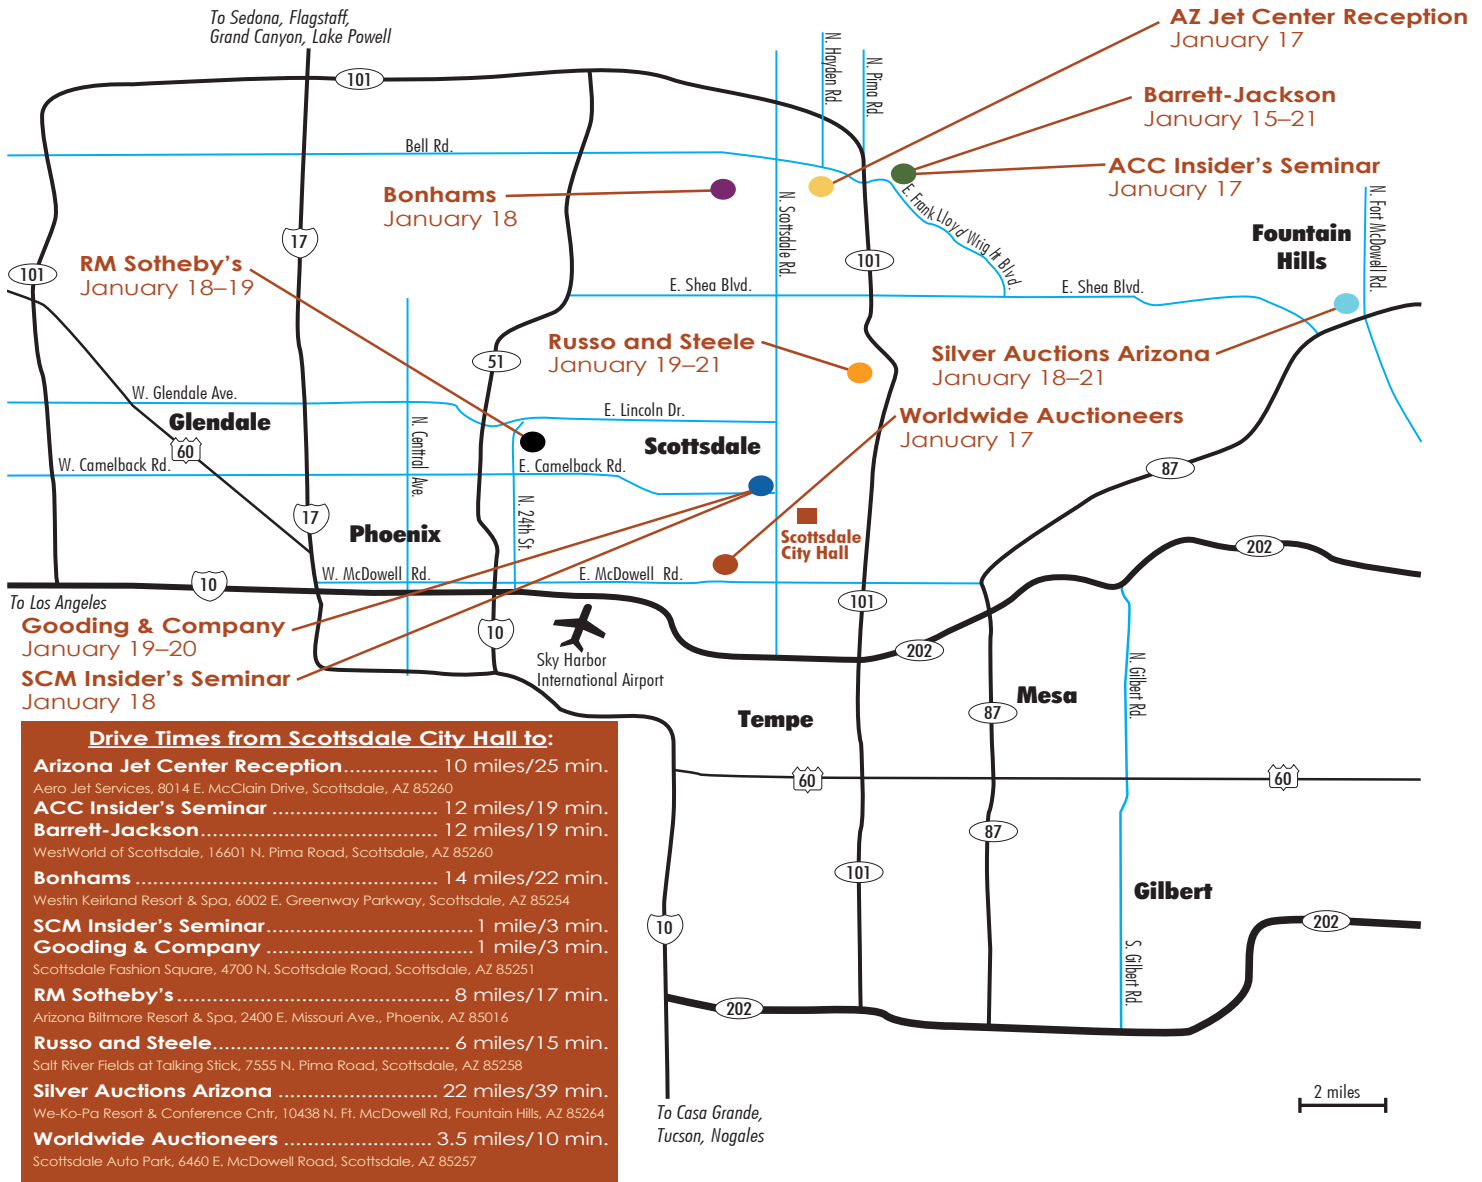 To Sedona, Flagstaff,
Grand Canyon, Lake Powell
AZ Jet Center Reception
January 17
N. Hayden Rd.
N. Pima Rd.
101
Barrett-Jackson
January 15–21
Bell Rd.
ACC Insider's Seminar
January 17
Bonhams
January 18
N. Scottsdale Rd.
E. Frank Lloyd Wright Blvd.
N. Fort McDowell Rd.
Fountain
Hills
17
101
101
RM Sotheby's
January 18–19
E. Shea Blvd.
E. Shea Blvd.
Russo and Steele
January 19–21
Silver Auctions Arizona
January 18–21
51
W. Glendale Ave.
Glendale
60
N. Centtral Ave.
E. Lincoln Dr.
Scottsdale
Worldwide Auctioneers
January 17
W. Camelback Rd.
E. Camelback Rd.
87
17
Phoenix
N. 24th St.
Scottsdale
City Hall
202
W. McDowell Rd.
E. McDowell Rd.
10
To Los Angeles
101
Gooding & Company
January 19–20
10
Sky Harbor
International Airport
202
SCM Insider's Seminar
January 18
N. Gilbert Rd.
Mesa
87
Tempe
60
60
87
101
Gilbert
10
202
S. Gilbert Rd.
202
To Casa Grande,
Tucson, Nogales
2 miles
Drive Times from Scottsdale City Hall to:
Arizona Jet Center Reception................ 10 miles/25 min.
Aero Jet Services, 8014 E. McClain Drive, Scottsdale, AZ 85260
ACC Insider's Seminar ............................ 12 miles/19 min.
Barrett-Jackson........................................ 12 miles/19 min.
WestWorld of Scottsdale, 16601 N. Pima Road, Scottsdale, AZ 85260
Bonhams ................................................... 14 miles/22 min.
Westin Keirland Resort & Spa, 6002 E. Greenway Parkway, Scottsdale, AZ 85254
SCM Insider's Seminar................................... 1 mile/3 min.
Gooding & Company ................................... 1 mile/3 min.
Scottsdale Fashion Square, 4700 N. Scottsdale Road, Scottsdale, AZ 85251
RM Sotheby's.............................................. 8 miles/17 min.
Arizona Biltmore Resort & Spa, 2400 E. Missouri Ave., Phoenix, AZ 85016
Russo and Steele........................................ 6 miles/15 min.
Salt River Fields at Talking Stick, 7555 N. Pima Road, Scottsdale, AZ 85258
Silver Auctions Arizona ........................... 22 miles/39 min.
We-Ko-Pa Resort & Conference Cntr, 10438 N. Ft. McDowell Rd, Fountain Hills, AZ 85264
Worldwide Auctioneers ......................... 3.5 miles/10 min.
Scottsdale Auto Park, 6460 E. McDowell Road, Scottsdale, AZ 85257